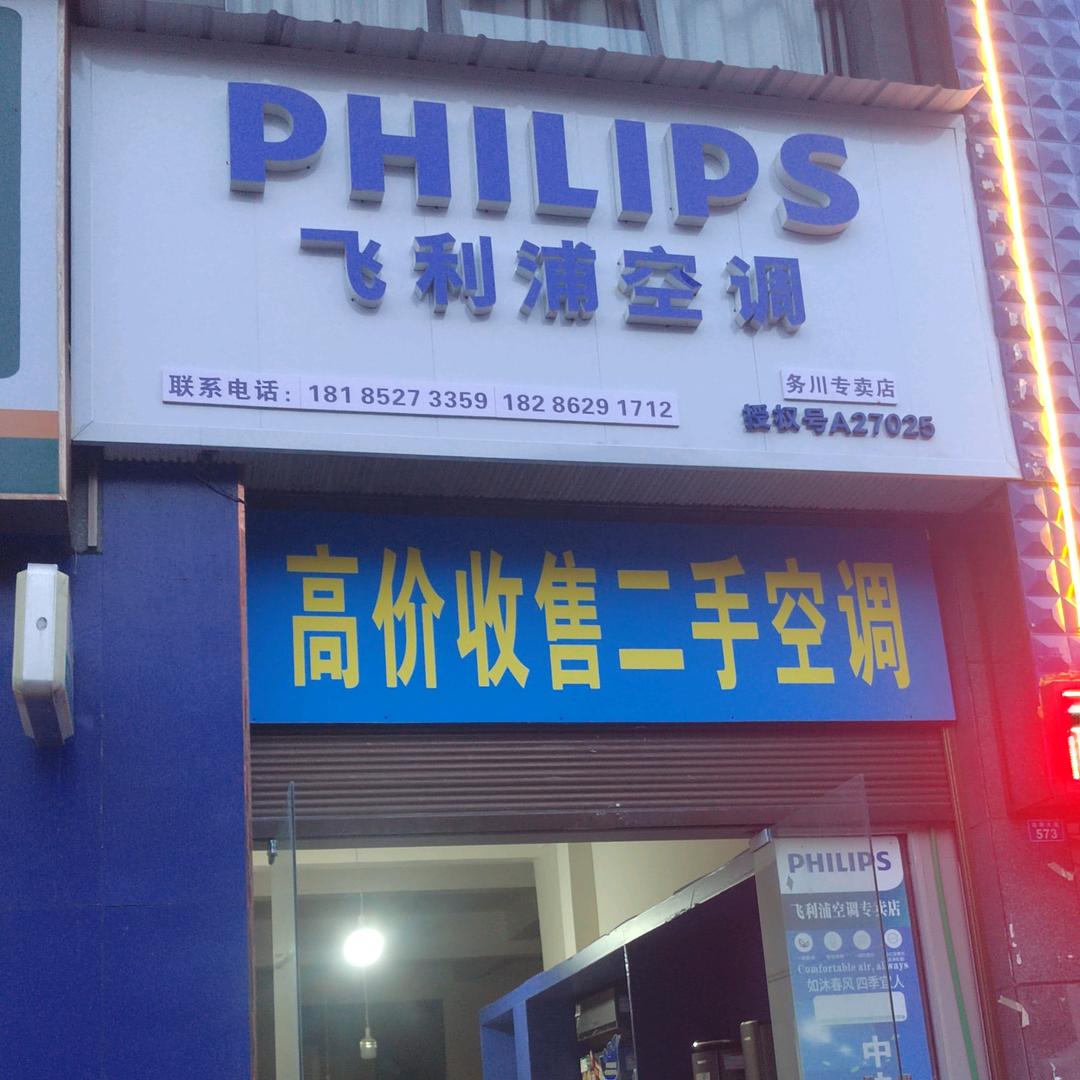 PHILIPS
飞利浦空调
联系电话: 181 8527 3359 182 8629 1712
务川专卖店
授权号A27025
高价收售二手空调
573
PHILIPS
飞利浦空调专卖店
Comfortable air, always
如沐春风 四季宜人
中